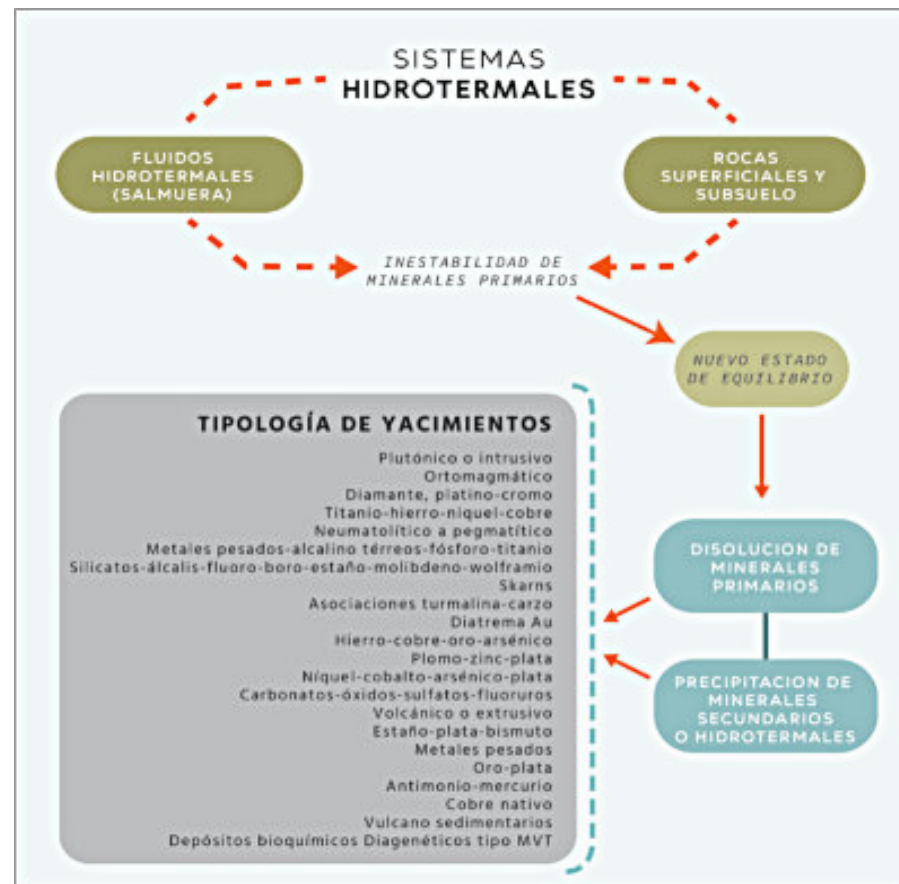 SISTEMAS
HIDROTERMALES
FLUIDOS
HIDROTERMALES
(SALMUERA)
ROCAS
SUPERFICIALES Y
SUBSUELO
INESTABILIDAD DE
MINERALES PRIMARIOS
NUEVO ESTADO
DE EQUILIBRIO
TIPOLOGÍA DE YACIMIENTOS
Plutónico o intrusivo
Ortomagmático
Diamante, platino-cromo
Titanio-hierro-niquel-cobre
Neumatolítico a pegmatítico
Metales pesados-alcalino térreos-fósforo-titanio
Silicatos-álcalis-fluoro-boro-estaño-molibdeno-wolframio
Skarns
Asociaciones turmalina-carzo
Diatrema Au
Hierro-cobre-oro-arsénico
Plomo-zinc-plata
Níquel-cobalto-arsénico-plata
Carbonatos-óxidos-sulfatos-fluoruros
Volcánico o extrusivo
Estaño-plata-bismuto
Metales pesados
Oro-plata
Antimonio-mercurio
Cobre nativo
Vulcano sedimentarios
Depósitos bioquímicos Diagenéticos tipo MVT
DISOLUCION DE
MINERALES
PRIMARIOS
PRECIPITACION DE
MINERALES
SECUNDARIOS
O HIDROTERMALES